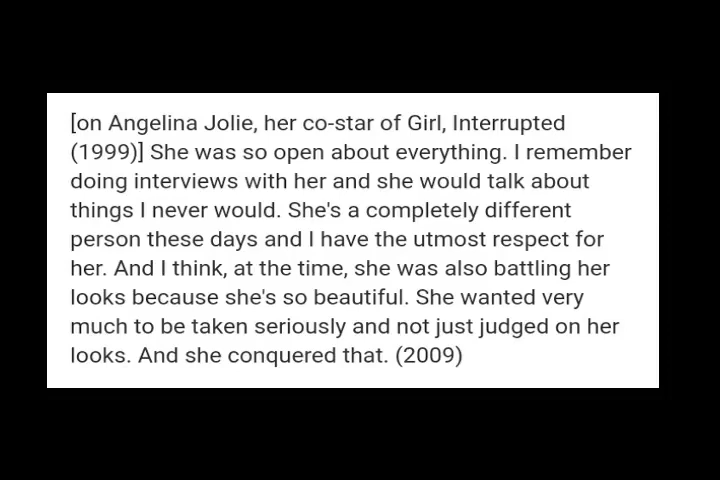 [on Angelina Jolie, her co-star of Girl, Interrupted
(1999)] She was so open about everything. I remember
doing interviews with her and she would talk about
things I never would. She's a completely different
person these days and I have the utmost respect for
her. And I think, at the time, she was also battling her
looks because she's so beautiful. She wanted very
much to be taken seriously and not just judged on her
looks. And she conquered that. (2009)